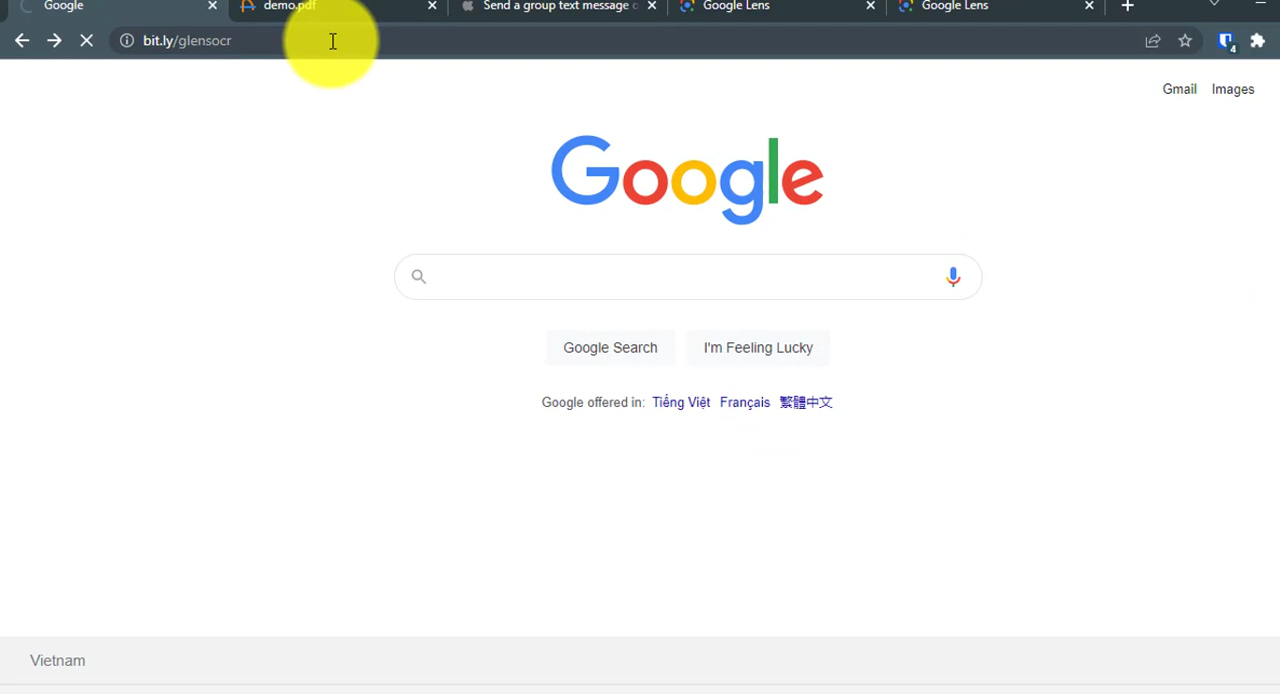 Google
demo.pdf
Send a group text message o
Google Lens
Google Lens
bit.ly/glensocr
4
Gmail
Images
Google
Google Search
I'm Feeling Lucky
Google offered in: Tiếng Việt Français 繁體中文
Vietnam